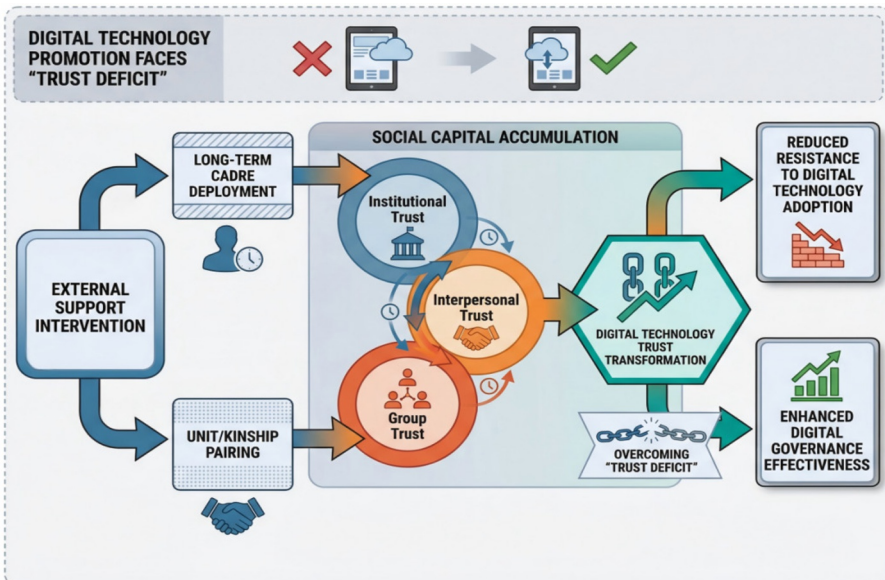 DIGITAL TECHNOLOGY
PROMOTION FACES
“TRUST DEFICIT”
SOCIAL CAPITAL ACCUMULATION
LONG-TERM
CADRE
DEPLOYMENT
EXTERNAL
SUPPORT
INTERVENTION
UNIT/KINSHIP
PAIRING
Institutional
Trust
Interpersonal
Trust
Group
Trust
DIGITAL TECHNOLOGY
TRUST
TRANSFORMATION
OVERCOMING
“TRUST DEFICIT”
REDUCED
RESISTANCE
TO DIGITAL
TECHNOLOGY
ADOPTION
ENHANCED
DIGITAL
GOVERNANCE
EFFECTIVENESS